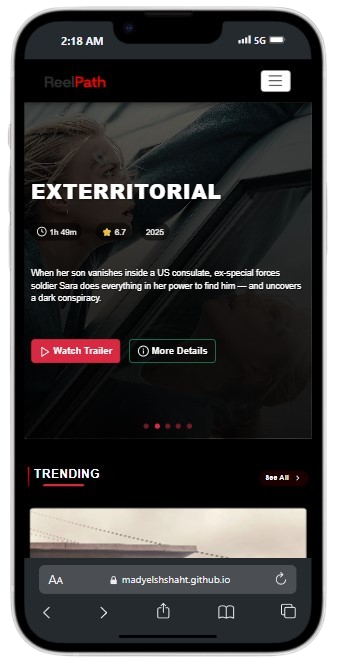 2:18 AM
5G
ReelPath
EXTERRITORIAL
1h 49m
6.7
2025
When her son vanishes inside a US consulate, ex-special forces
soldier Sara does everything in her power to find him — and uncovers
a dark conspiracy.
Watch Trailer
More Details
TRENDING
See All
AA
madyelshshaht.github.io